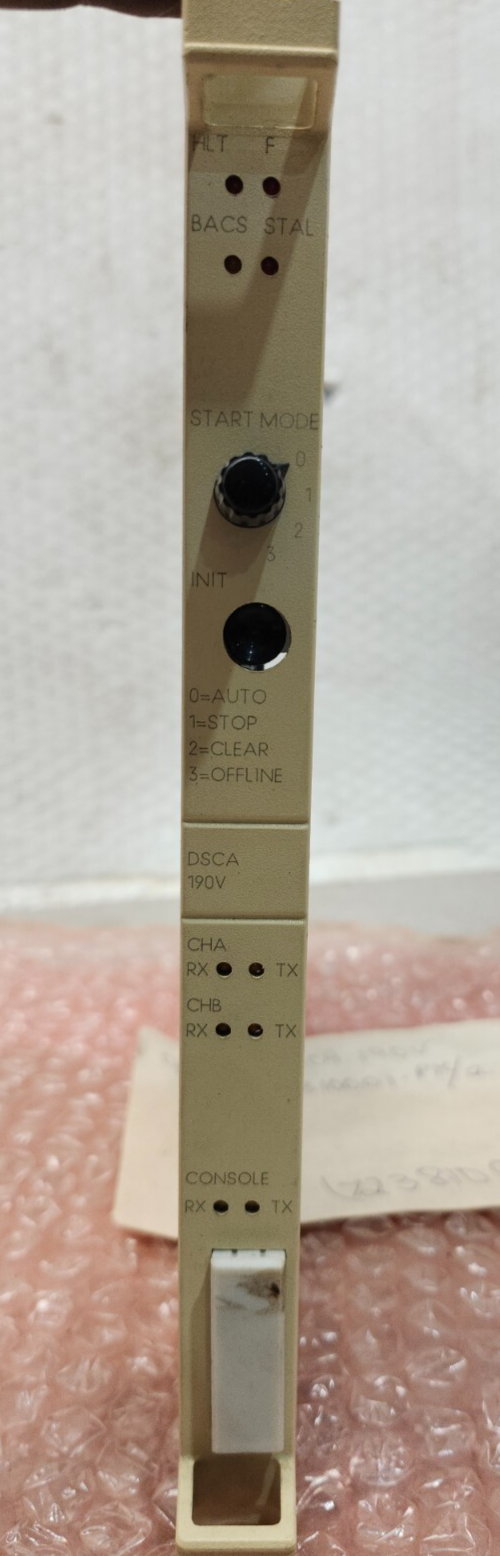 HLT F
BACS STAL
START MODE
0
1
2
3
INIT
0=AUTO
1=STOP
2=CLEAR
3=OFFLINE
DSCA
190V
CHA
RX TX
CHB
RX TX
CONSOLE
RX TX